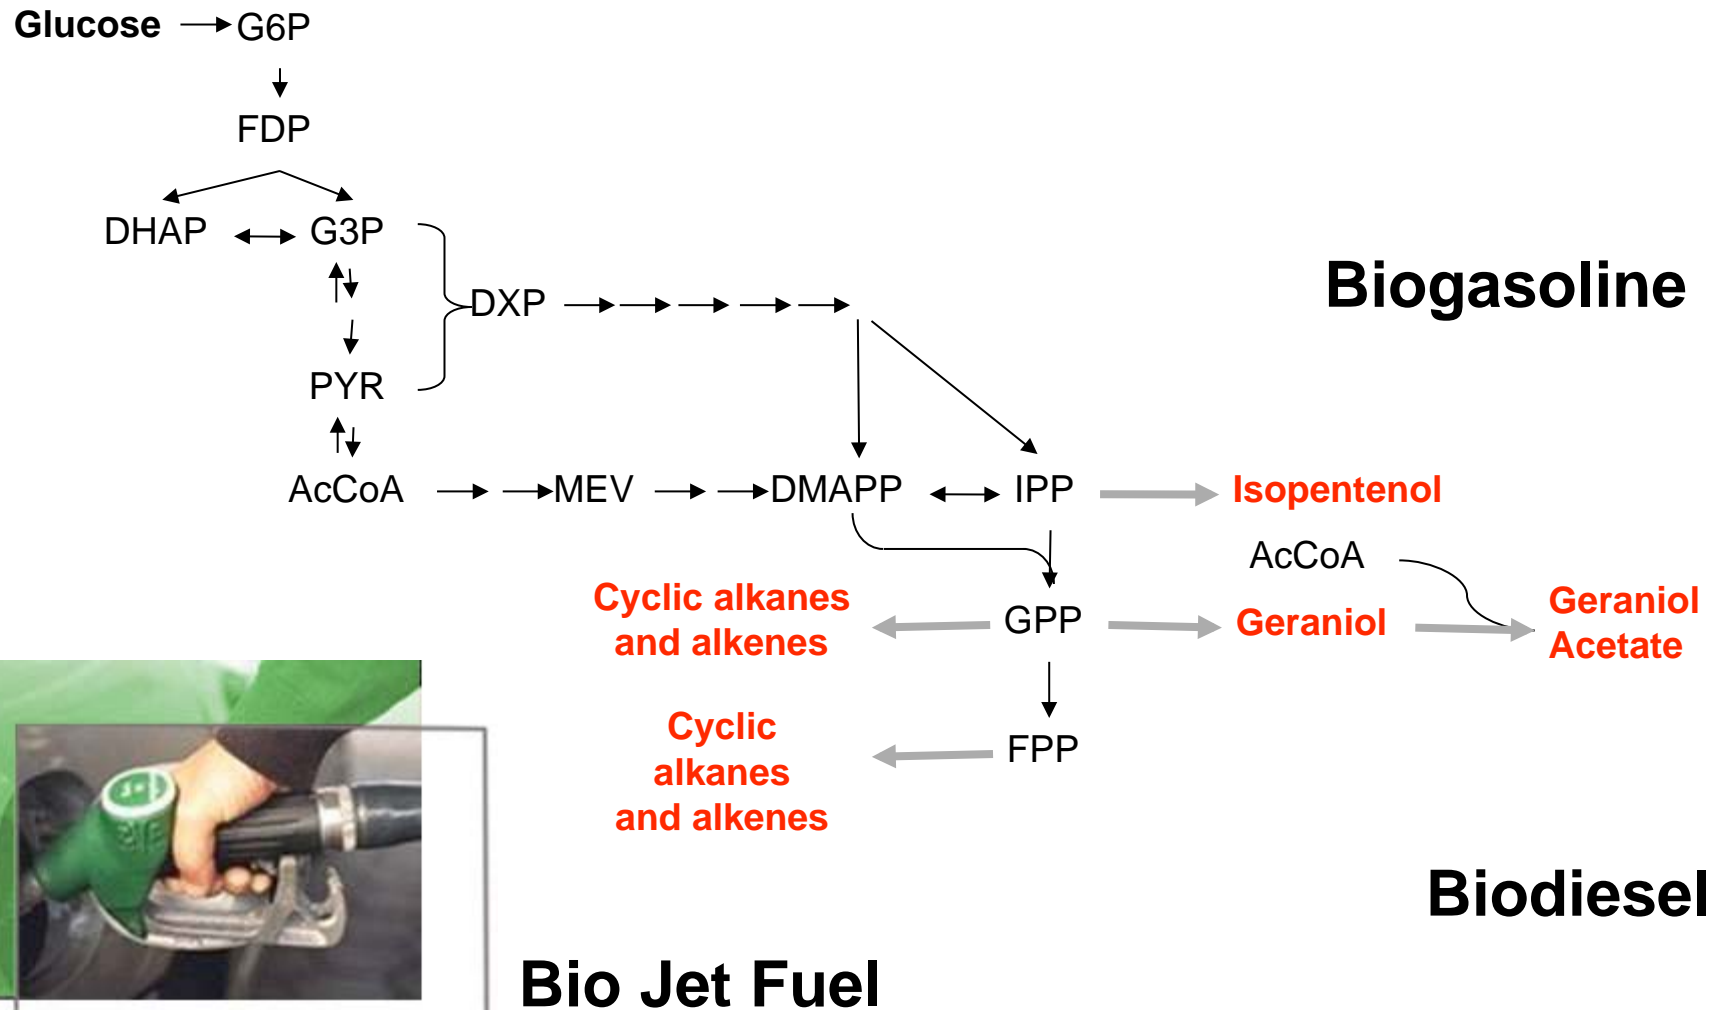 Glucose
G6P
FDP
DHAP
G3P
Biogasoline
DXP
PYR
AcCoA
MEV
DMAPP
IPP
Isopentenol
AcCoA
Cyclic alkanes
and alkenes
GPP
Geraniol
Geraniol
Acetate
Cyclic
alkanes
and alkenes
FPP
Biodiesel
Bio Jet Fuel